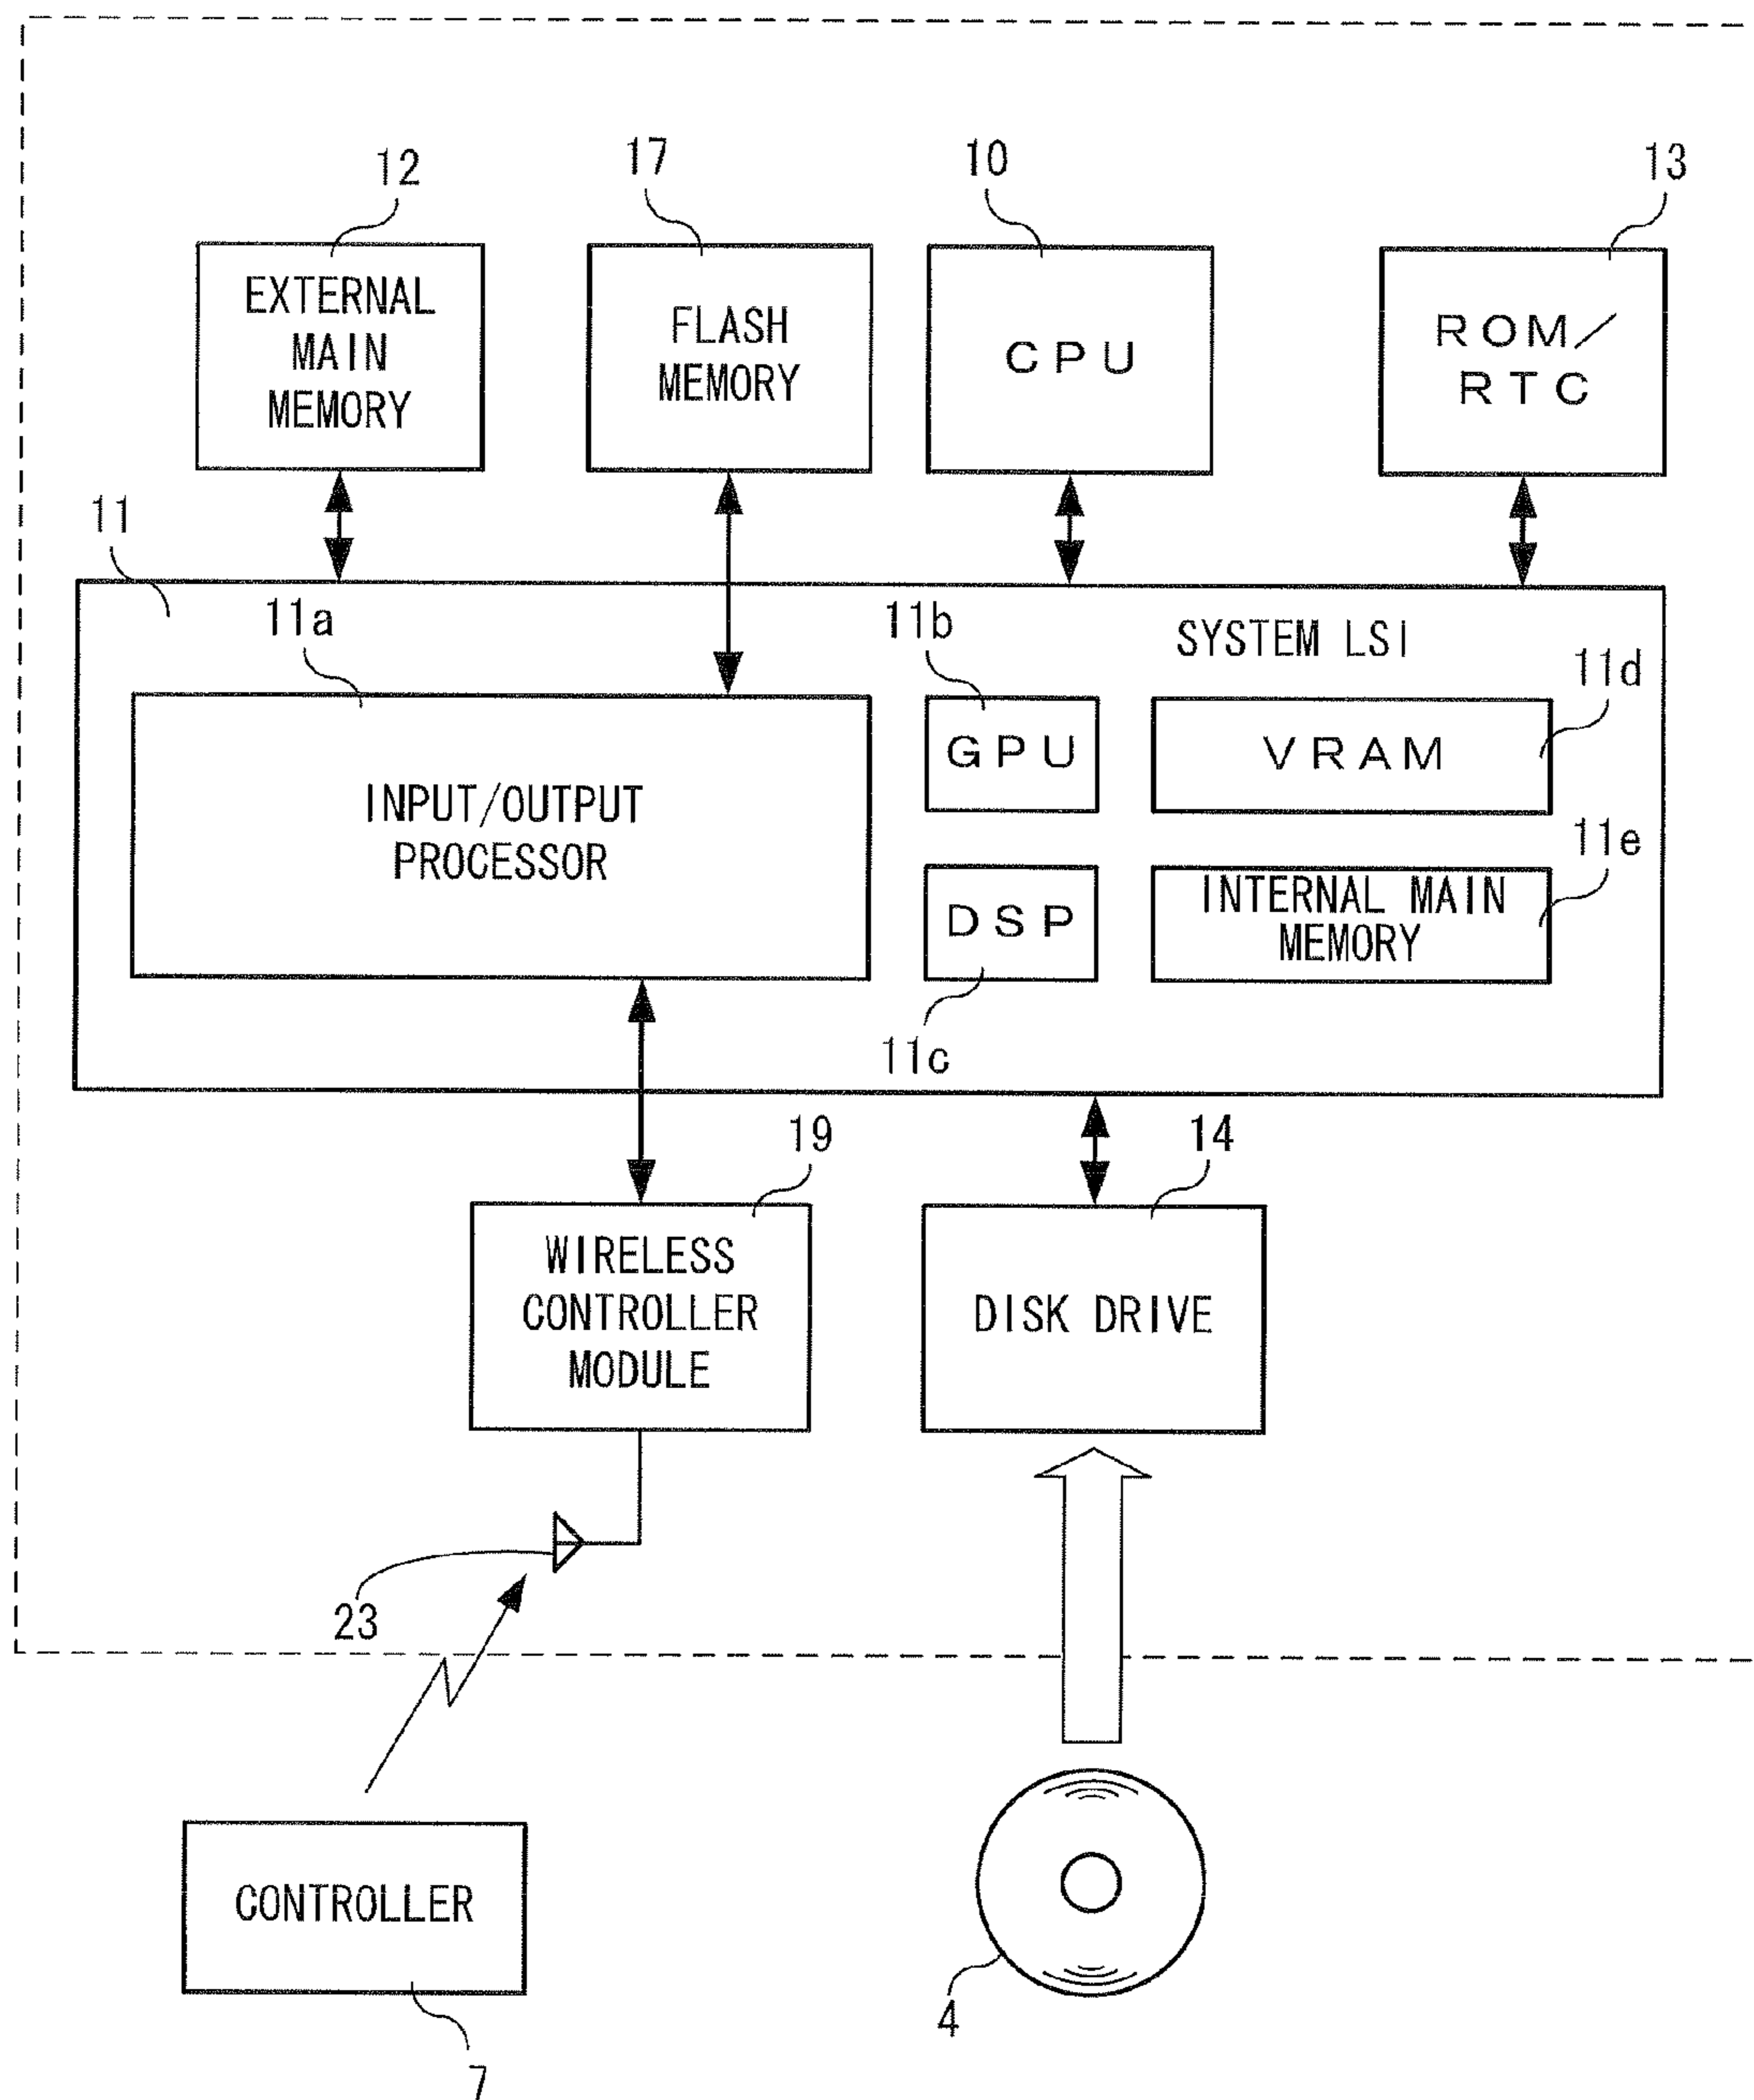 12
17
10
13
EXTERNAL
MAIN
MEMORY
FLASH
MEMORY
CPU
ROM/
RTC
11
11a
11b
SYSTEM LSI
11d
INPUT/OUTPUT
PROCESSOR
GPU
VRAM
11e
DSP
INTERNAL MAIN
MEMORY
11c
19
14
WIRELESS
CONTROLLER
MODULE
DISK DRIVE
23
CONTROLLER
4
7